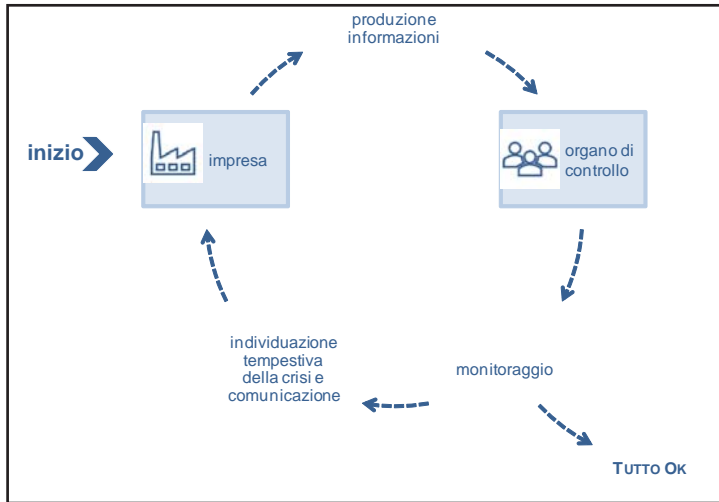 produzione
informazioni
inizio
impresa
organo di
controllo
individuazione
tempestiva
della crisi e
comunicazione
monitoraggio
TUTTO OK